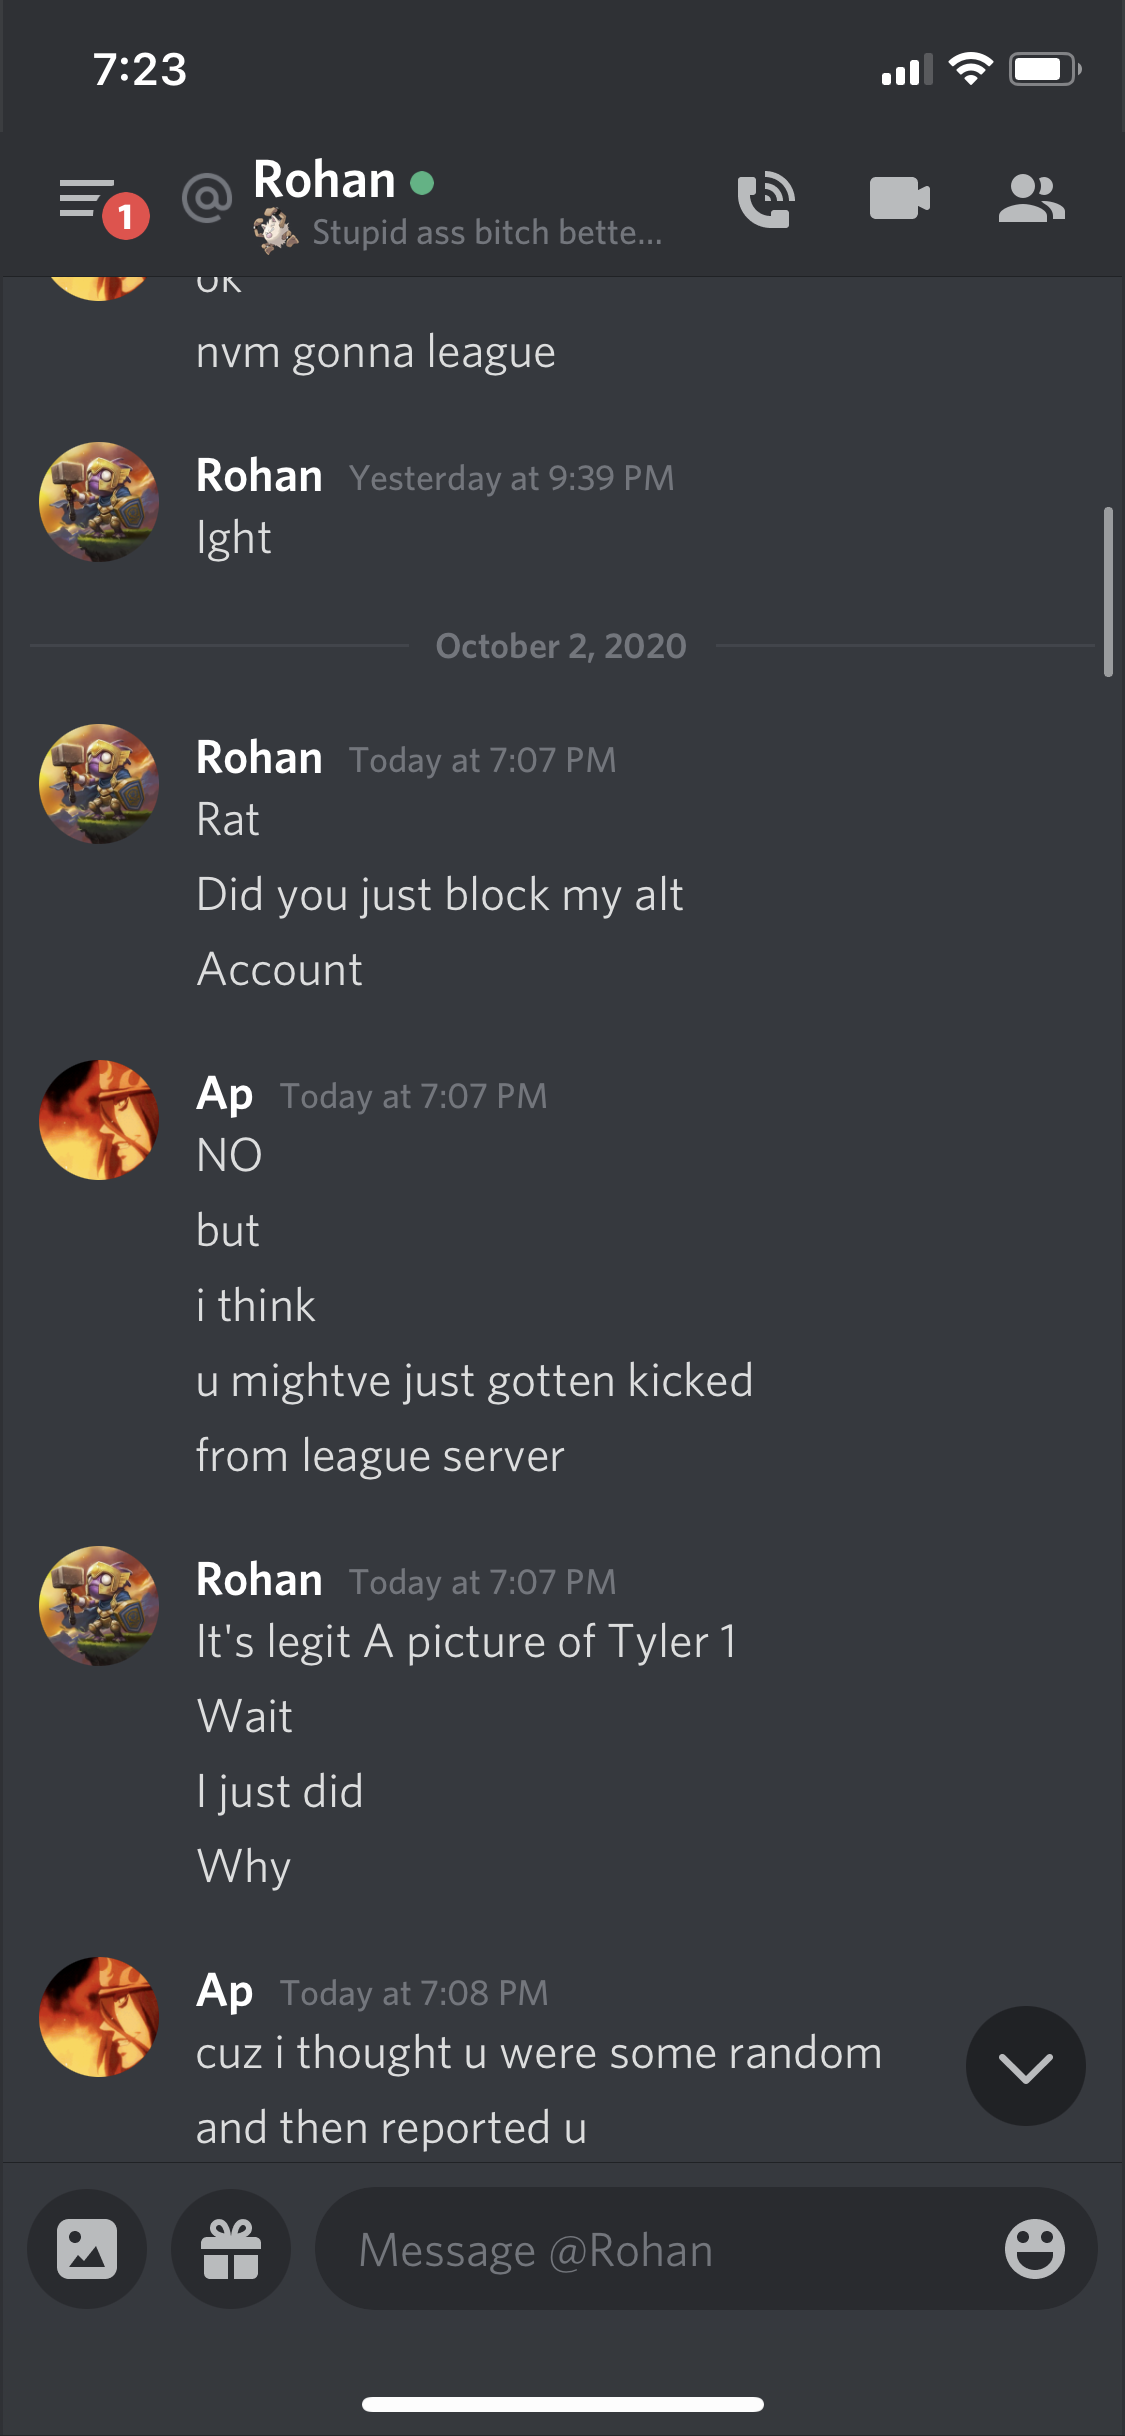 7:23
1
@ Rohan
Stupid ass bitch bette...
ok
nvm gonna league
Rohan Yesterday at 9:39 PM
Ight
October 2, 2020
Rohan Today at 7:07 PM
Rat
Did you just block my alt
Account
Ap Today at 7:07 PM
NO
but
i think
u mightve just gotten kicked
from league server
Rohan Today at 7:07 PM
It's legit A picture of Tyler 1
Wait
I just did
Why
Ap Today at 7:08 PM
cuz i thought u were some random
and then reported u
Message @Rohan